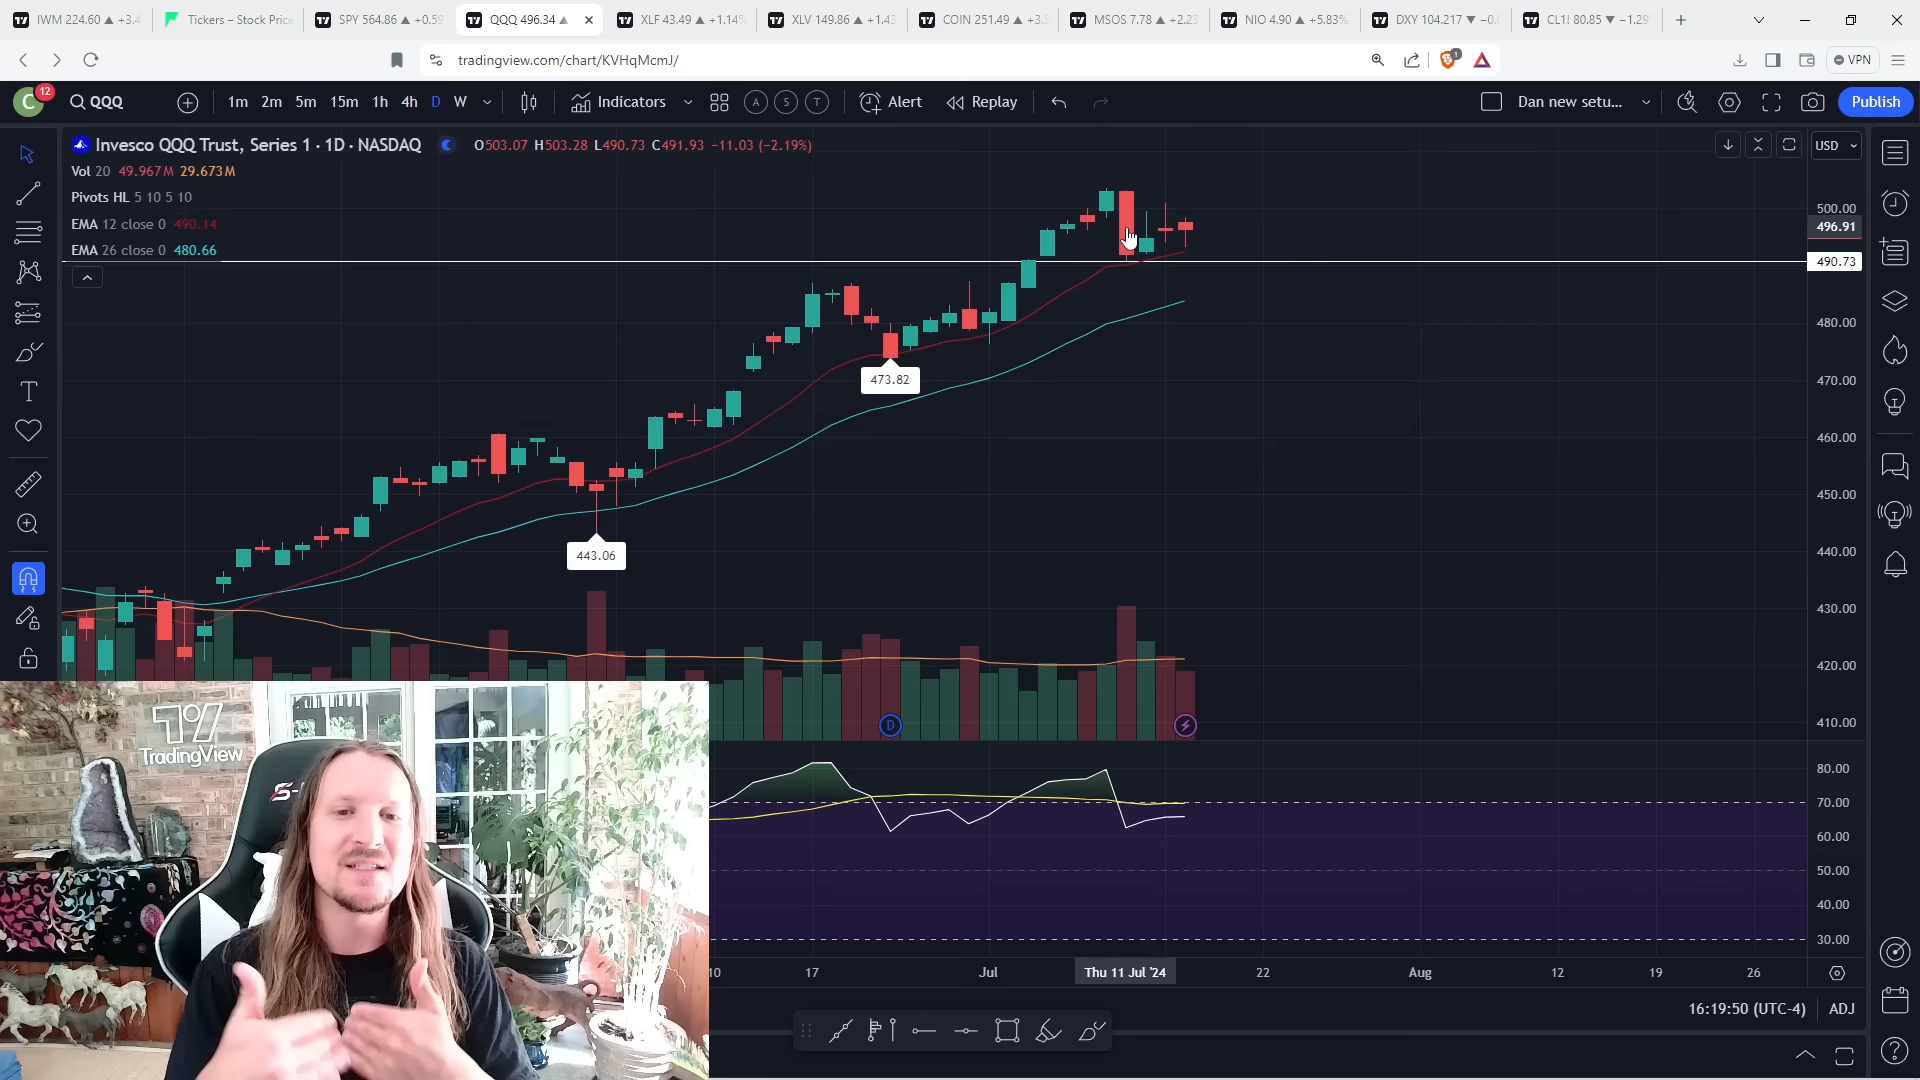 IWM 224.60 ▲ +3.4
Tickers – Stock Price
SPY 564.86 ▲ +0.59
QQQ 496.34 ▲
XLF 43.49 ▲ +1.14%
XLV 149.86 ▲ +1.43
COIN 251.49 ▲ +3.5
MSOS 7.78 ▲ +2.23
NIO 4.90 ▲ +5.83%
DXY 104.217 ▼ −0.0
CL1! 80.85 ▼ −1.29
tradingview.com/chart/KVHqMcmJ/
1
VPN
C
12
QQQ
1m 2m 5m 15m 1h 4h D W
Indicators
A S T
Alert
Replay
Dan new setu...
Publish
Invesco QQQ Trust, Series 1 · 1D · NASDAQ
O503.07 H503.28 L490.73 C491.93 −11.03 (−2.19%)
USD
Vol 20 49.967M 29.673M
Pivots HL 5 10 5 10
EMA 12 close 0 490.14
EMA 26 close 0 480.66
500.00
496.91
490.73
480.00
470.00
460.00
450.00
440.00
430.00
420.00
410.00
473.82
443.06
D
80.00
70.00
60.00
50.00
40.00
30.00
TradingView
S-
10
17
Jul
Thu 11 Jul '24
22
Aug
12
19
26
16:19:50 (UTC-4)
ADJ